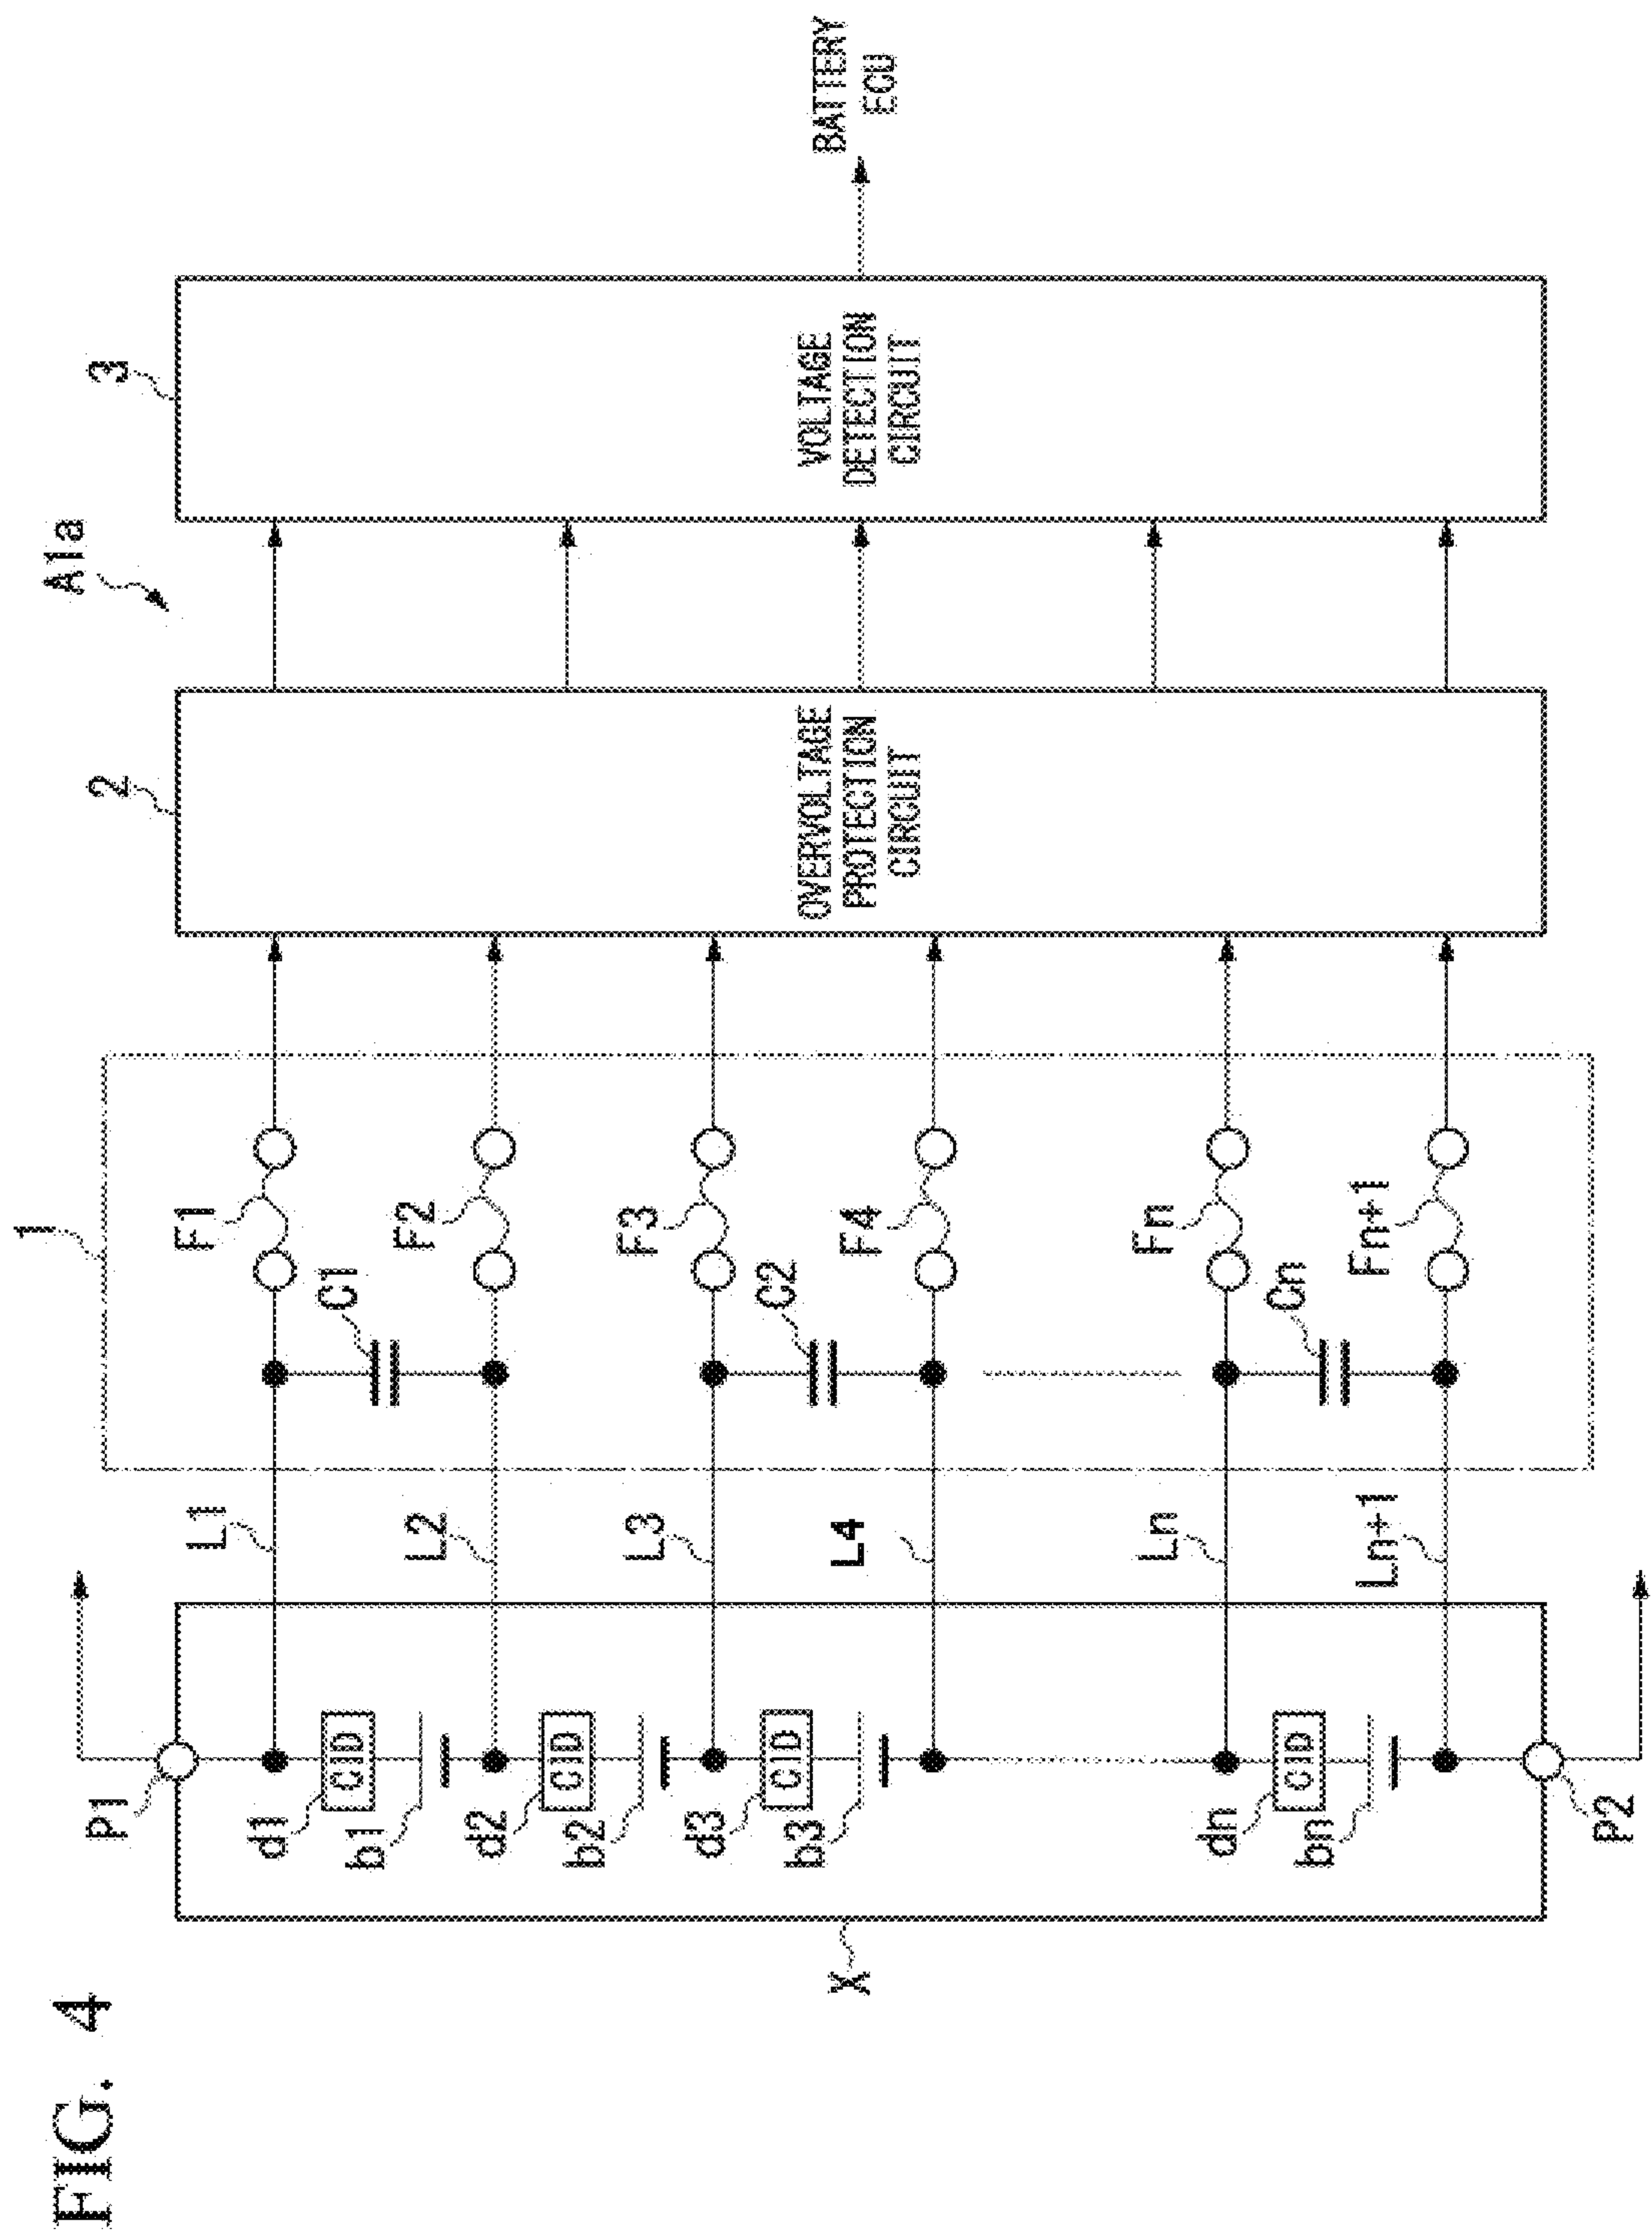 FIG. 4
A1a
1
2
3
X
P1
d1
CID
b1
d2
CID
b2
d3
CID
b3
dn
CID
bn
P2
L1
L2
L3
L4
Ln
Ln+1
C1
C2
Cn
F1
F2
F3
F4
Fn
Fn+1
OVERVOLTAGE
PROTECTION
CIRCUIT
VOLTAGE
DETECTION
CIRCUIT
BATTERY
ECU